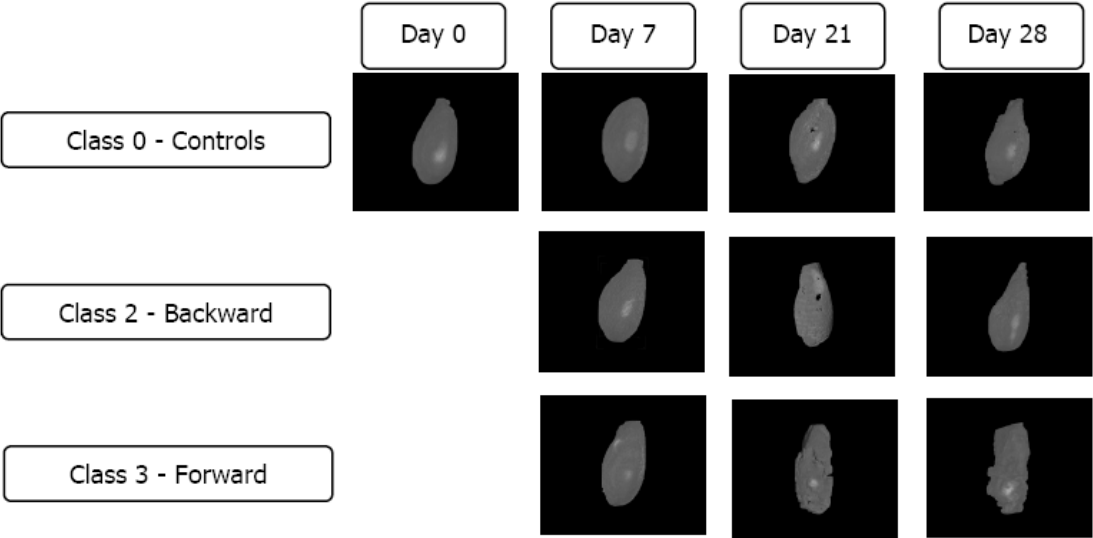 Day 0
Day 7
Day 21
Day 28
Class 0 - Controls
Class 2 - Backward
Class 3 - Forward